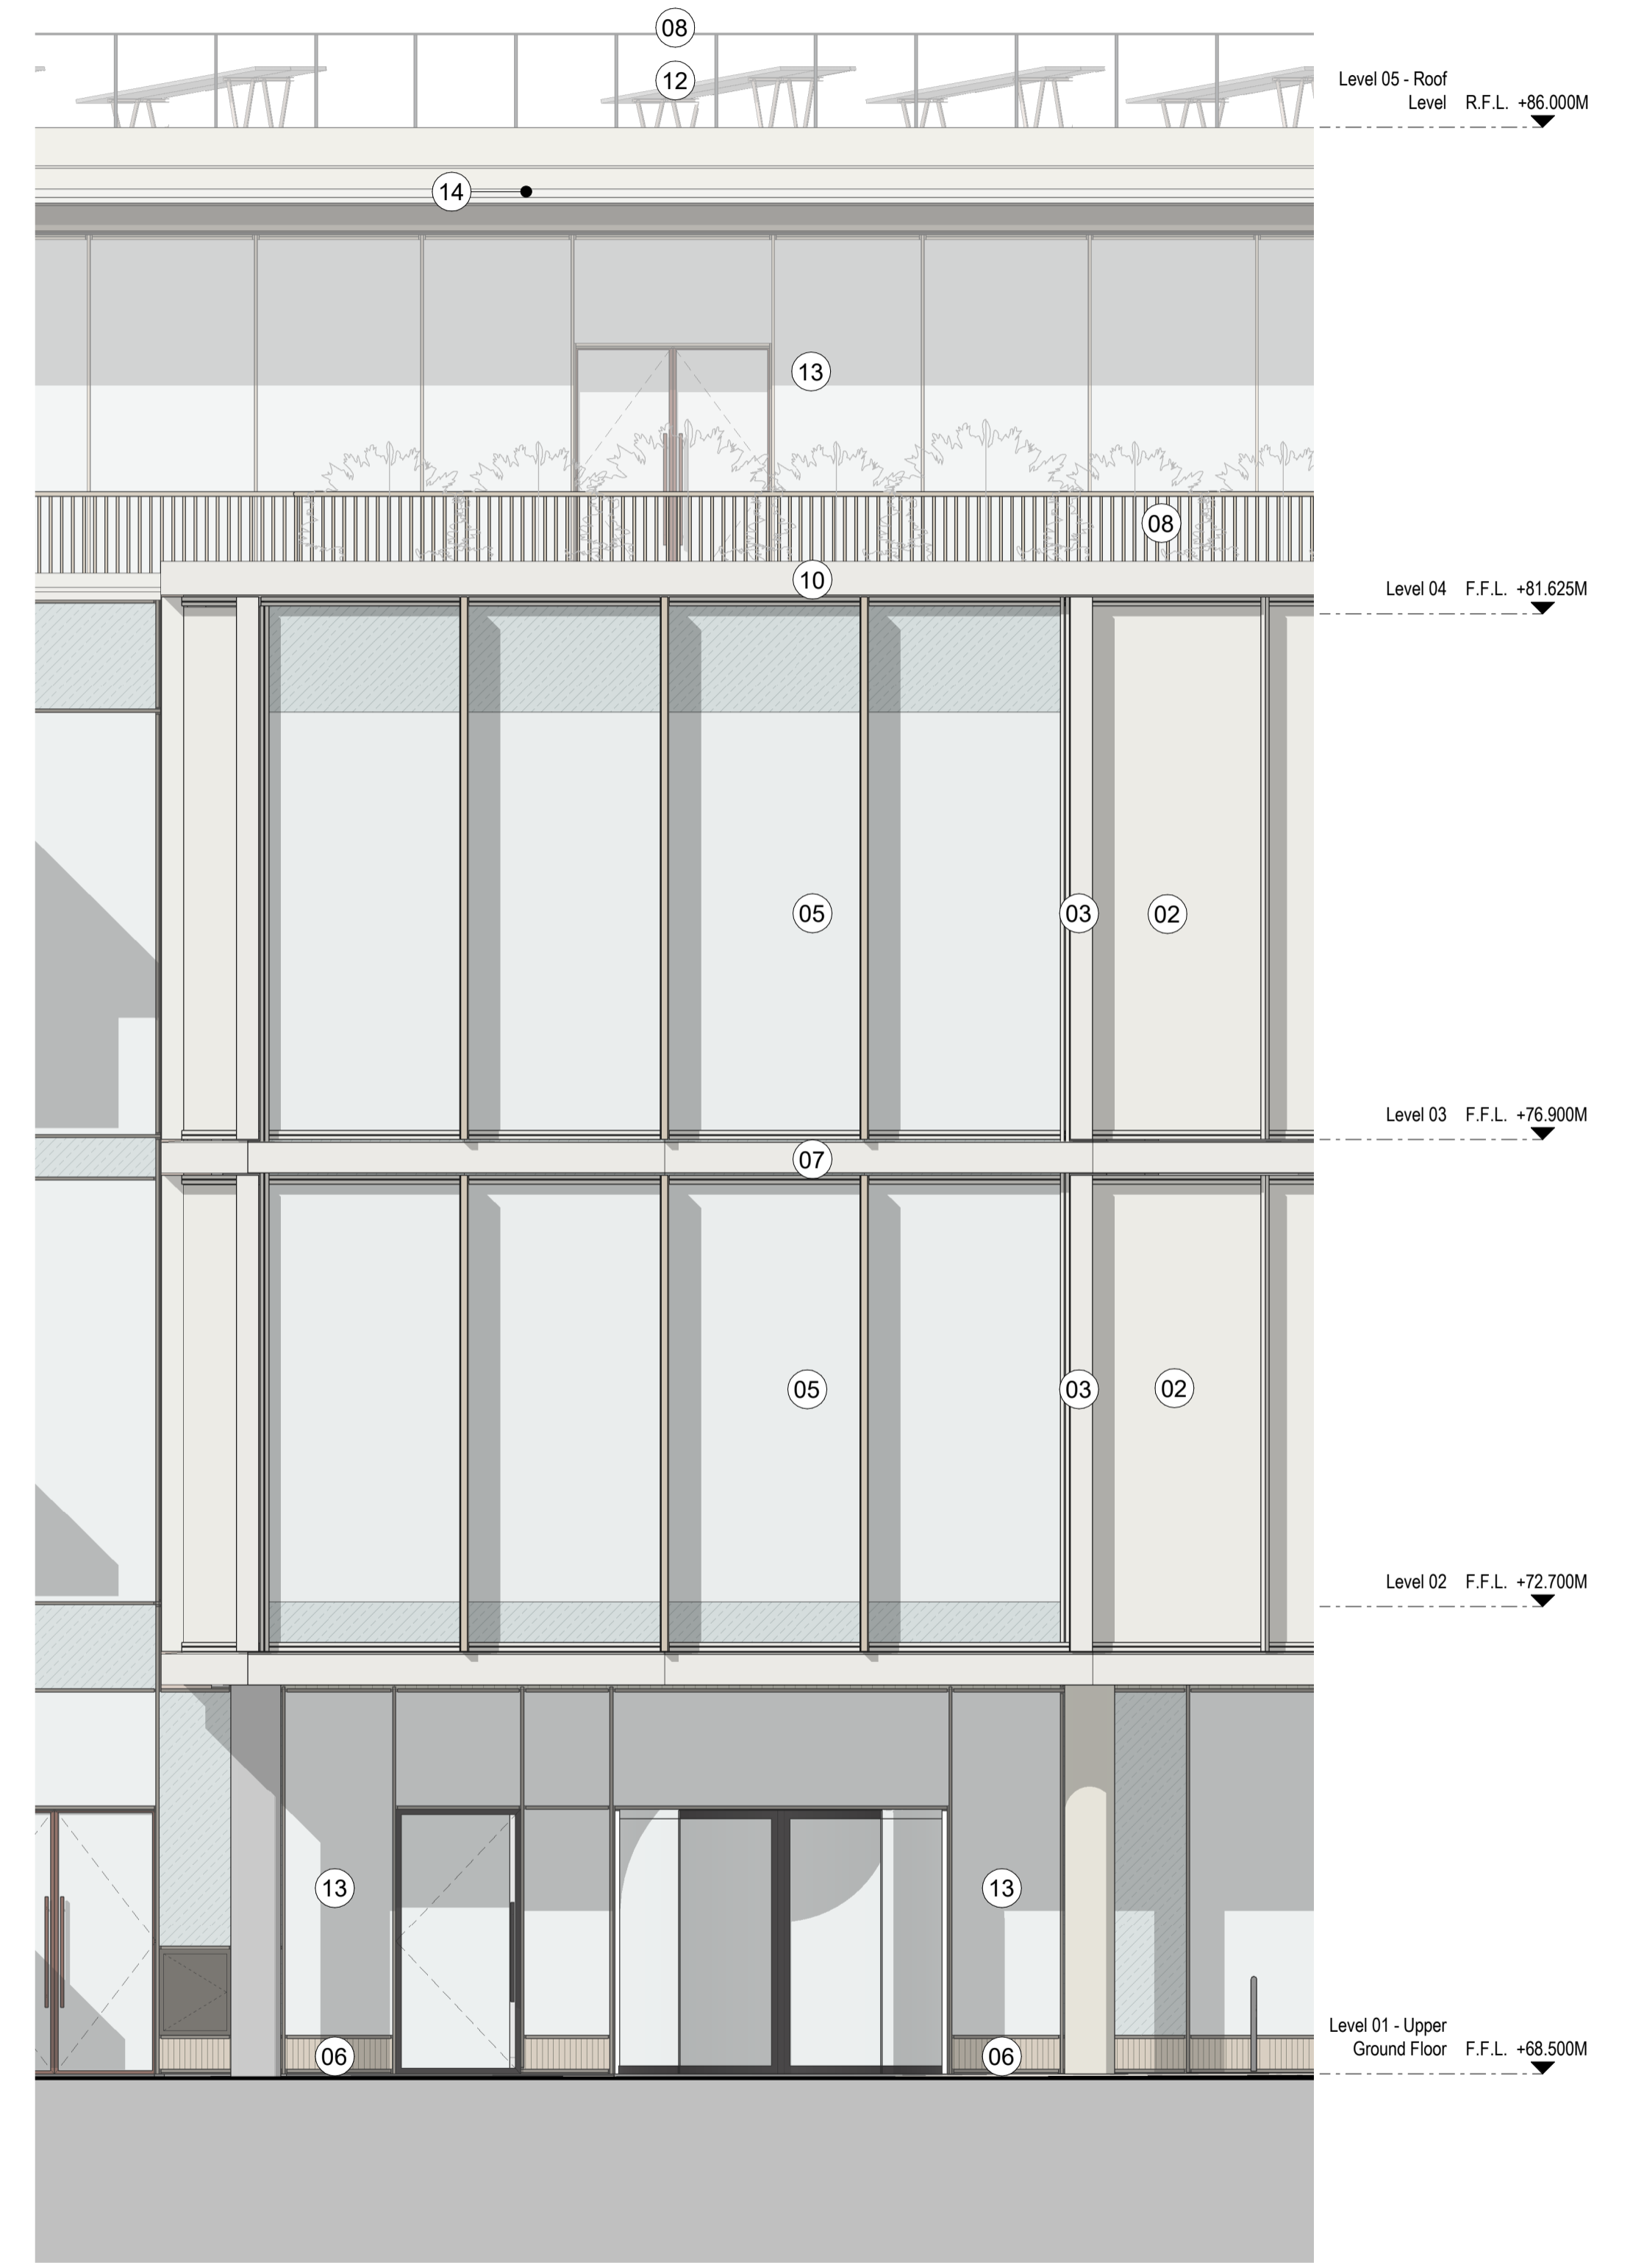 08
12
Level 05 - Roof
Level R.F.L. +86.000M
14
13
08
10
Level 04 F.F.L. +81.625M
05
03
02
Level 03 F.F.L. +76.900M
07
05
03
02
Level 02 F.F.L. +72.700M
13
13
Level 01 - Upper
Ground Floor F.F.L. +68.500M
06
06